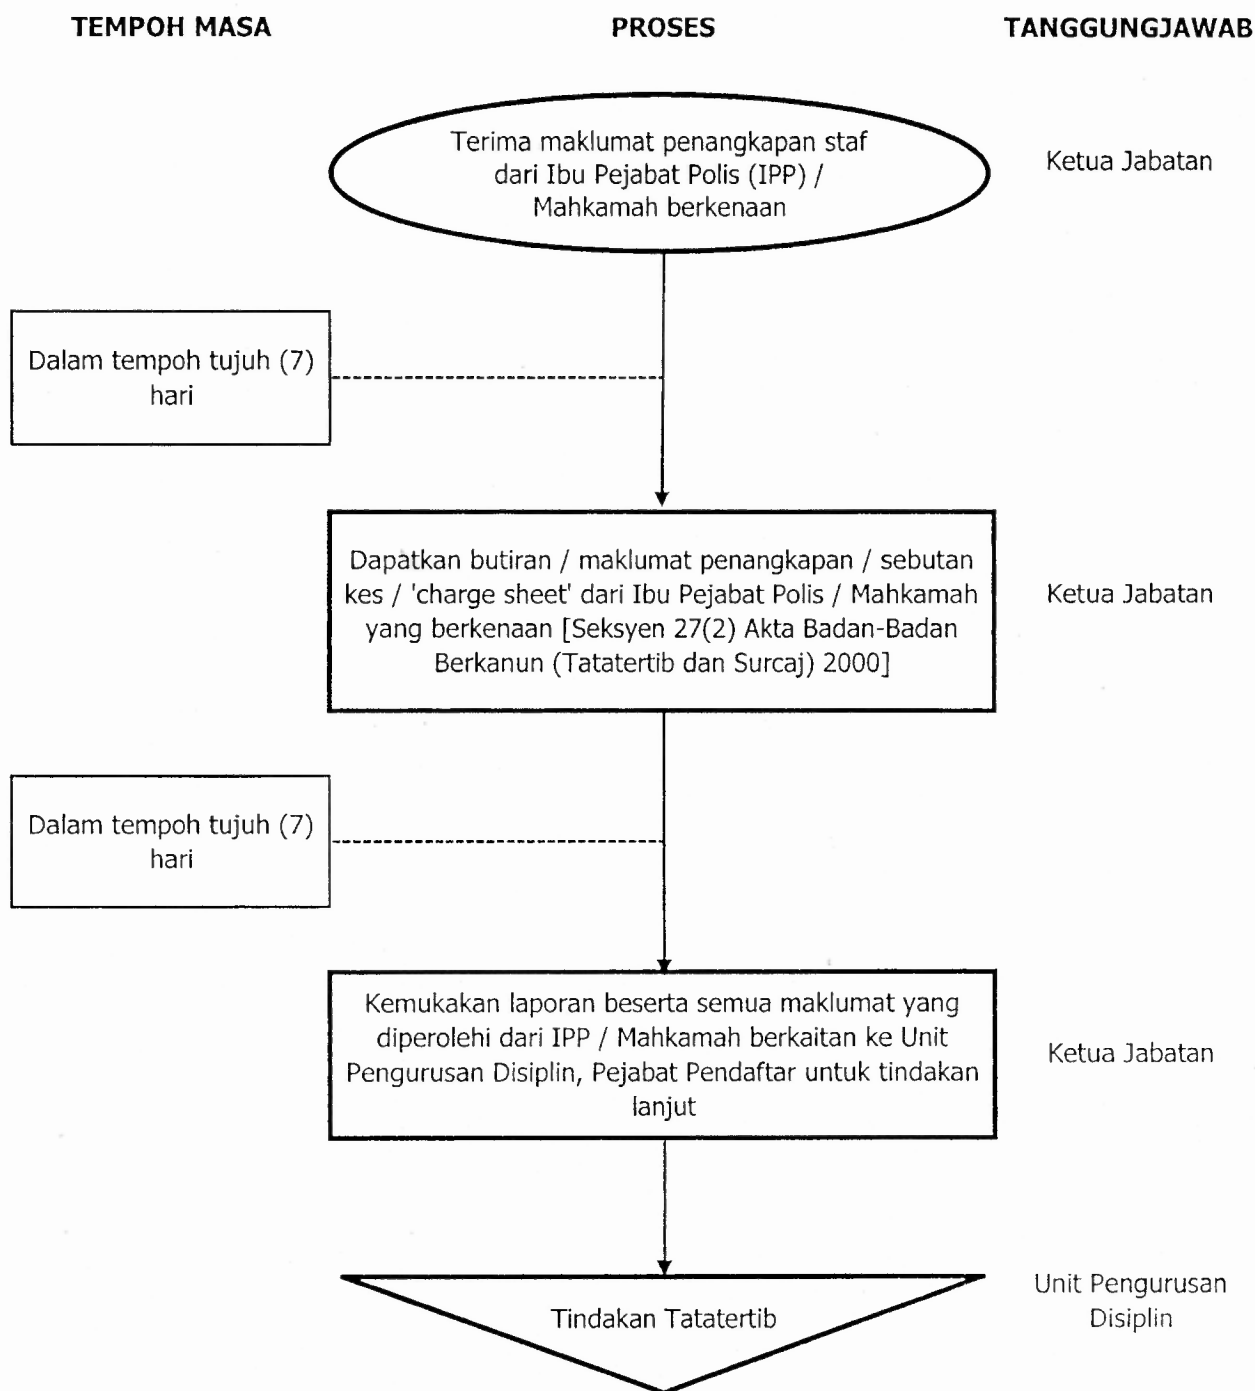 TEMPOH MASA
PROSES
TANGGUNGJAWAB
Terima maklumat penangkapan staf
dari Ibu Pejabat Polis (IPP) /
Mahkamah berkenaan
Ketua Jabatan
Dalam tempoh tujuh (7)
hari
Dapatkan butiran / maklumat penangkapan / sebutan
kes / 'charge sheet' dari Ibu Pejabat Polis / Mahkamah
yang berkenaan [Seksyen 27(2) Akta Badan-Badan
Berkanun (Tatatertib dan Surcaj) 2000]
Ketua Jabatan
Dalam tempoh tujuh (7)
hari
Kemukakan laporan beserta semua maklumat yang
diperolehi dari IPP / Mahkamah berkaitan ke Unit
Pengurusan Disiplin, Pejabat Pendaftar untuk tindakan
lanjut
Ketua Jabatan
Tindakan Tatatertib
Unit Pengurusan
Disiplin